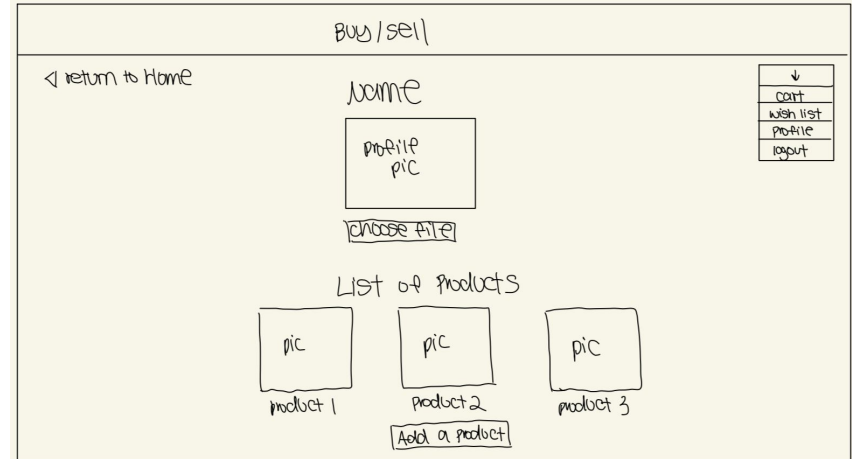 Buy/sell
◁ return to Home
↓
cart
wish list
profile
logout
Name
profile
pic
choose file
List of products
pic
pic
pic
product 1
product 2
product 3
Add a product